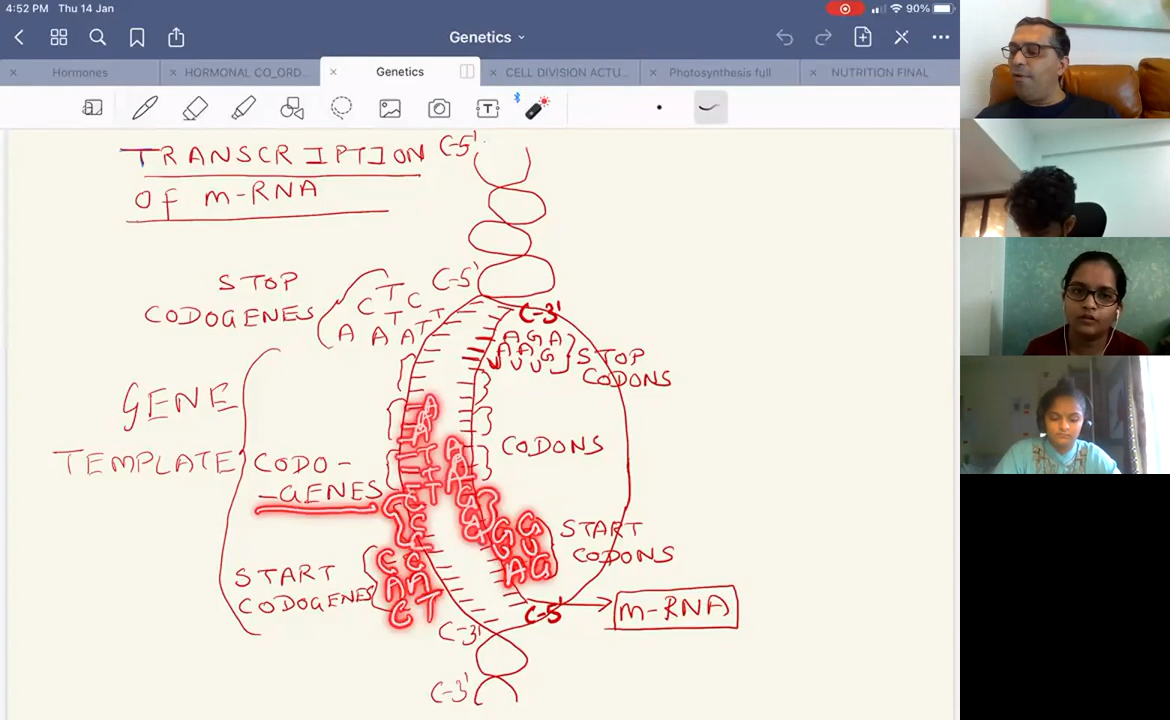 4:52 PM Thu 14 Jan
90%
Genetics
Hormones
HORMONAL CO_ORD...
Genetics
CELL DIVISION ACTU...
Photosynthesis full
NUTRITION FINAL
TRANSCRIPTION
OF m-RNA
C-5'
STOP
CODOGENES
C-5'
T
C C
T T
A A A T
C-3'
A G A
A A G
U U U
STOP
CODONS
GENE
TEMPLATE
CODO-
-GENES
CODONS
A
A
T A
T A
T
C G
C G
C G
START
CODOGENES
C C
A A
C T
G G
U U
A G
START
CODONS
C-5'
m-RNA
C-3'
C-3'